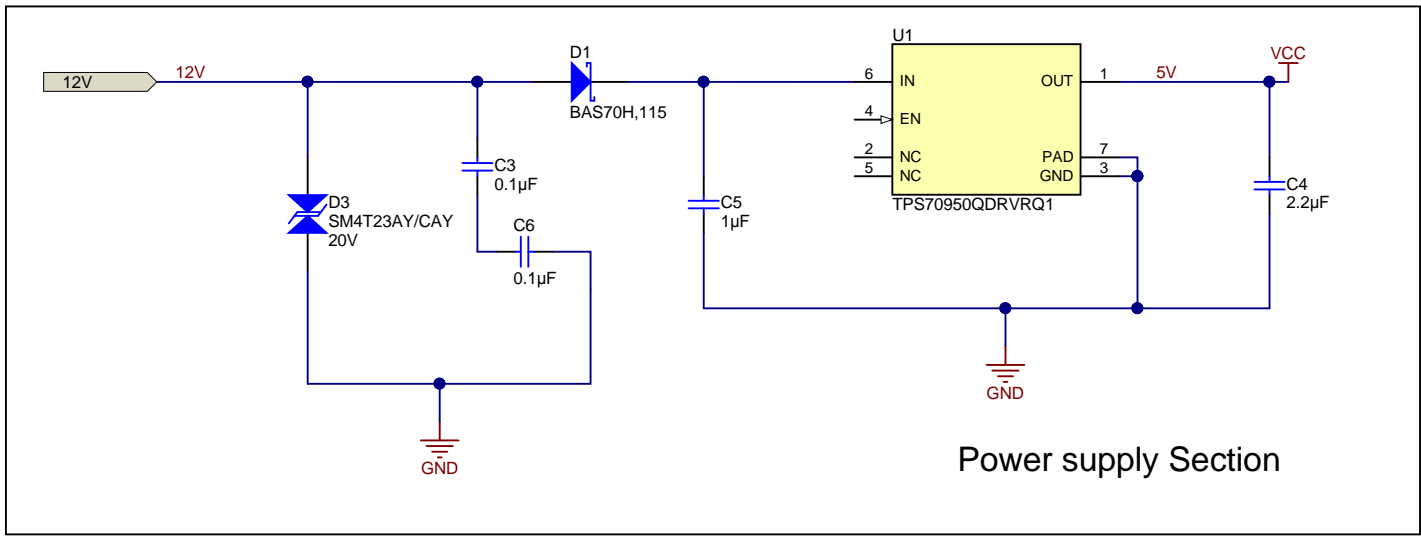 12V
12V
D1
BAS70H,115
U1
6
IN
OUT
1
5V
VCC
4
EN
2
NC
5
NC
PAD
7
GND
3
TPS70950QDRVRQ1
D3
SM4T23AY/CAY
20V
C3
0.1µF
C6
0.1µF
C5
1µF
C4
2.2µF
GND
GND
Power supply Section